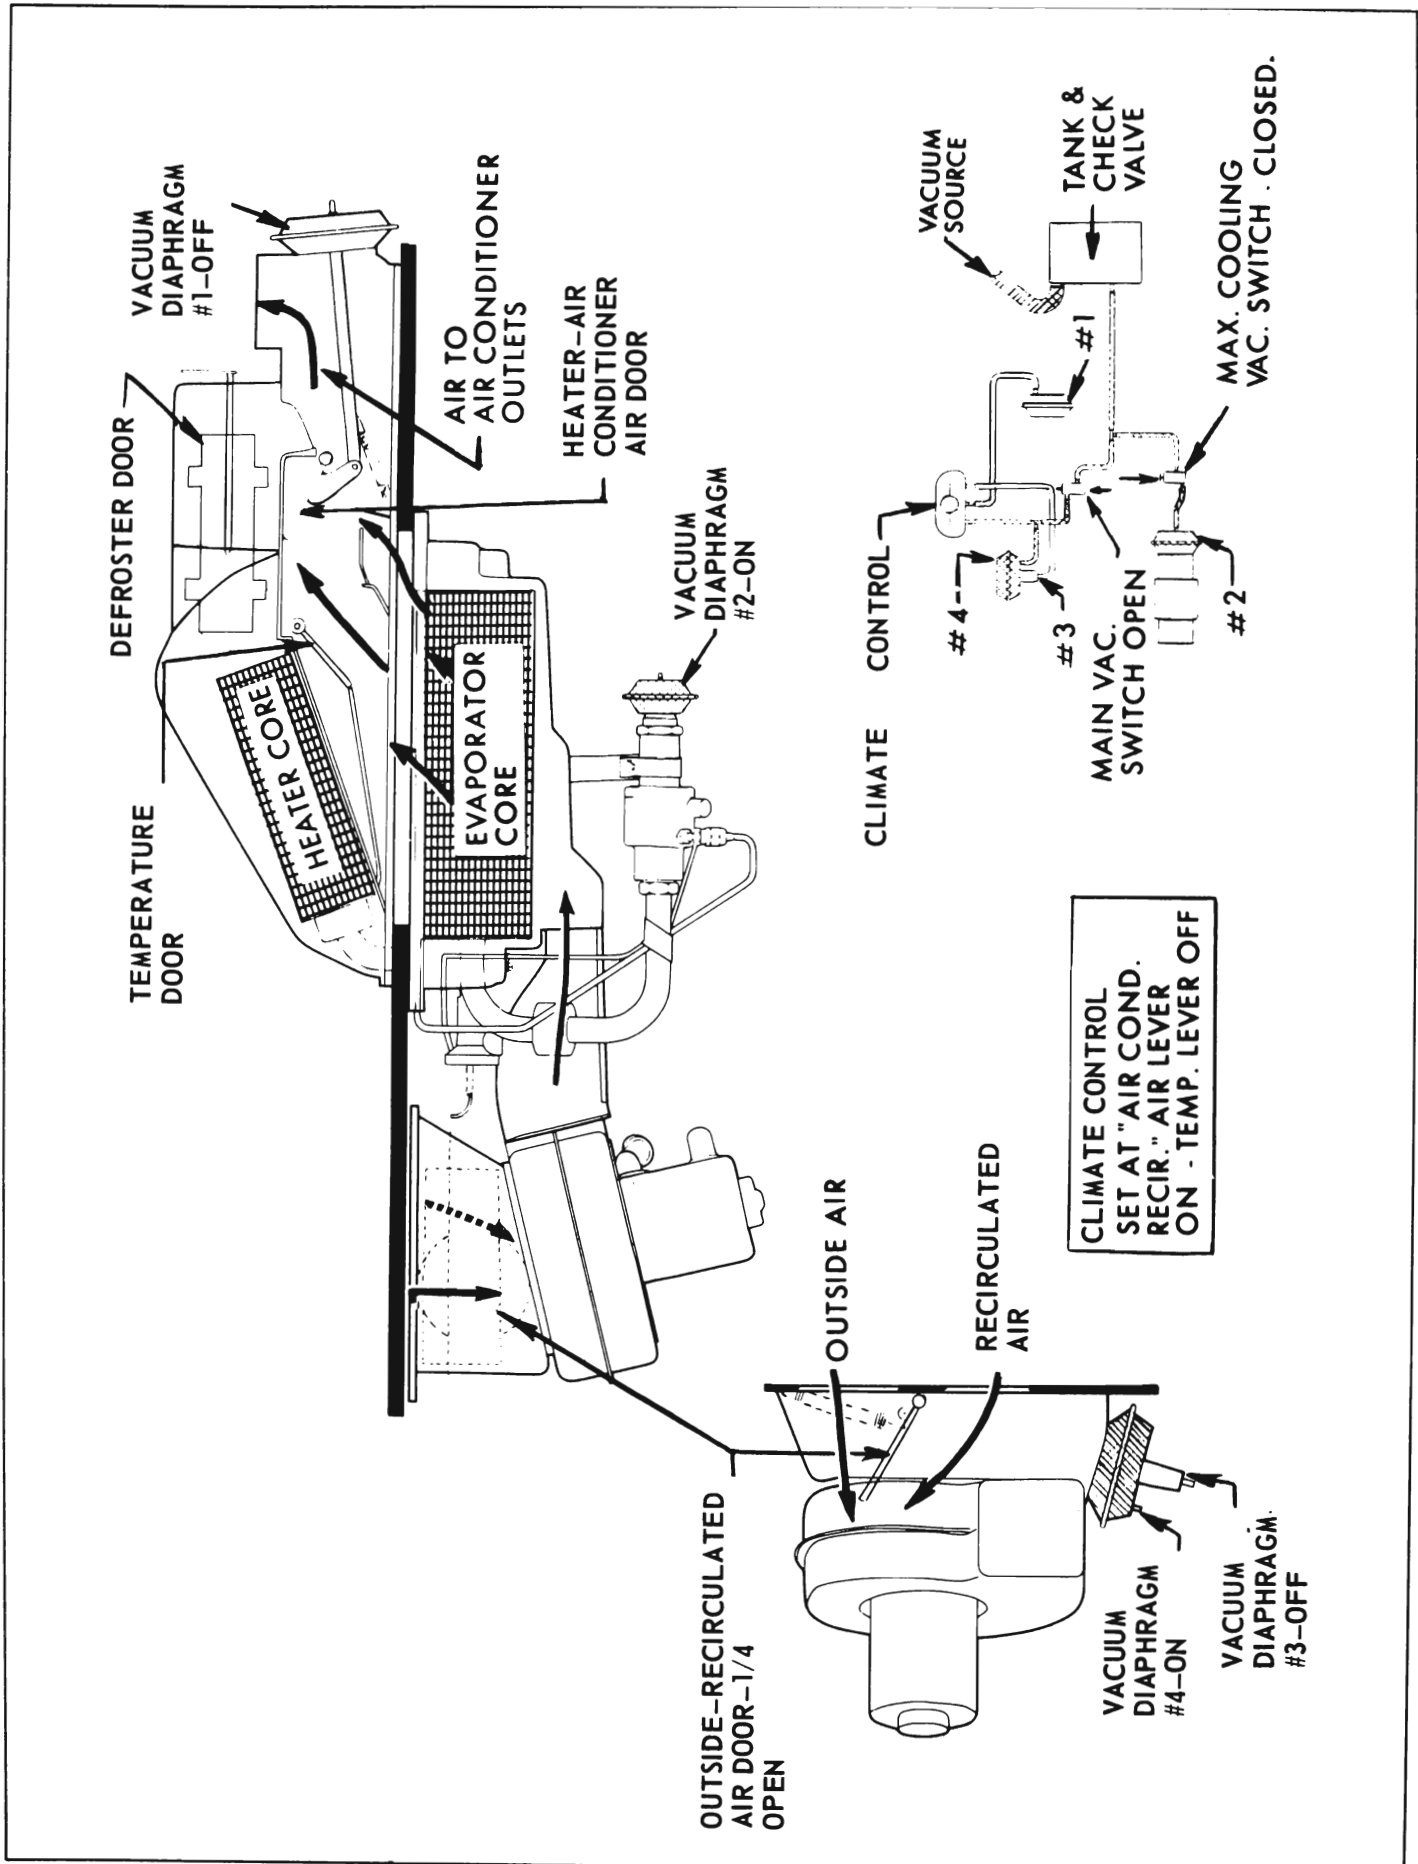 VACUUM
DIAPHRAGM
#1-OFF
DEFROSTER DOOR
TEMPERATURE
DOOR
AIR TO
AIR CONDITIONER
OUTLETS
HEATER-AIR
CONDITIONER
AIR DOOR
HEATER CORE
EVAPORATOR
CORE
VACUUM
DIAPHRAGM
#2-ON
OUTSIDE-RECIRCULATED
AIR DOOR-1/4
OPEN
OUTSIDE AIR
RECIRCULATED
AIR
VACUUM
DIAPHRAGM
#4-ON
VACUUM
DIAPHRAGM.
#3-OFF
CLIMATE CONTROL
SET AT "AIR COND.
RECIR." AIR LEVER
ON - TEMP. LEVER OFF
CLIMATE CONTROL
VACUUM
SOURCE
TANK &
CHECK
VALVE
#1
#4
#3
MAIN VAC.
SWITCH OPEN
#2
MAX. COOLING
VAC. SWITCH . CLOSED.